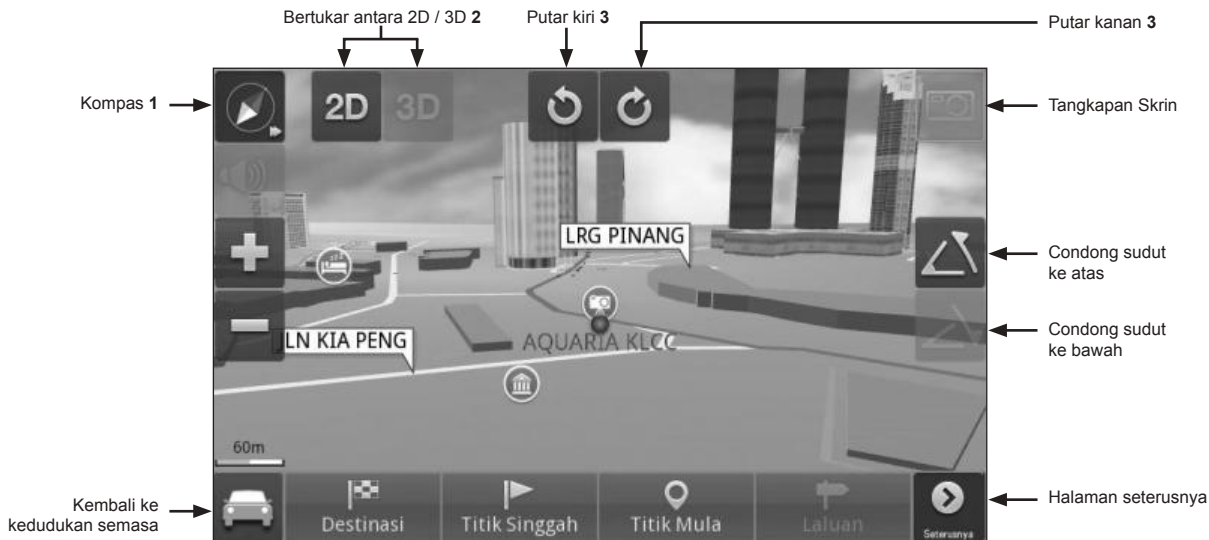 Bertukar antara 2D / 3D 2
Putar kiri 3
Putar kanan 3
Kompas 1
2D
3D
Tangkapan Skrin
LRG PINANG
Condong sudut
ke atas
LN KIA PENG
AQUARIA KLCC
Condong sudut
ke bawah
60m
Kembali ke
kedudukan semasa
Destinasi
Titik Singgah
Titik Mula
Laluan
Seterusnya
Halaman seterusnya